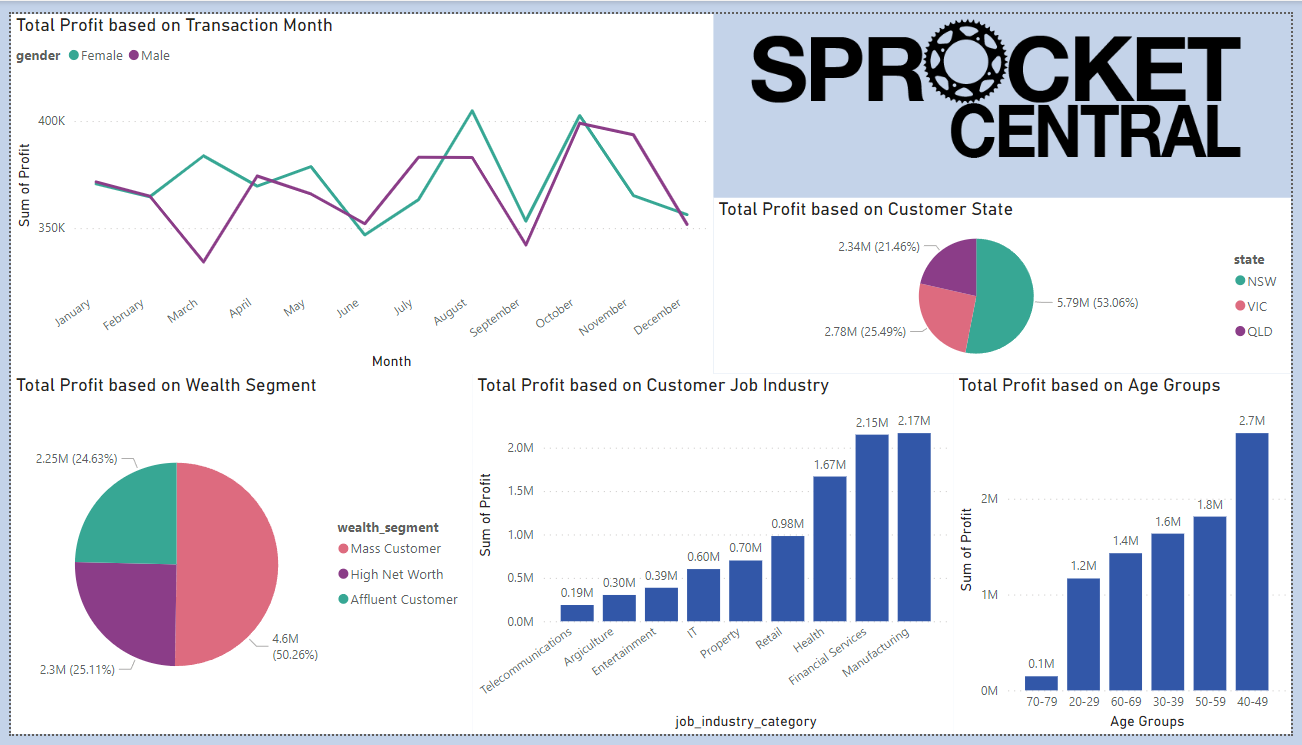 Total Profit based on Transaction Month
gender Female Male
400K
350K
Sum of Profit
January February March April May June July August September October November December
Month
SPROCKET
CENTRAL
Total Profit based on Customer State
2.34M (21.46%)
5.79M (53.06%)
2.78M (25.49%)
state
NSW
VIC
QLD
Total Profit based on Wealth Segment
2.25M (24.63%)
4.6M
(50.26%)
2.3M (25.11%)
wealth_segment
Mass Customer
High Net Worth
Affluent Customer
Total Profit based on Customer Job Industry
Sum of Profit
2.0M
1.5M
1.0M
0.5M
0.0M
0.19M 0.30M 0.39M 0.60M 0.70M 0.98M 1.67M 2.15M 2.17M
Telecommunications Argiculture Entertainment IT Property Retail Health Financial Services Manufacturing
job_industry_category
Total Profit based on Age Groups
Sum of Profit
2M
1M
0M
0.1M 1.2M 1.4M 1.6M 1.8M 2.7M
70-79 20-29 60-69 30-39 50-59 40-49
Age Groups